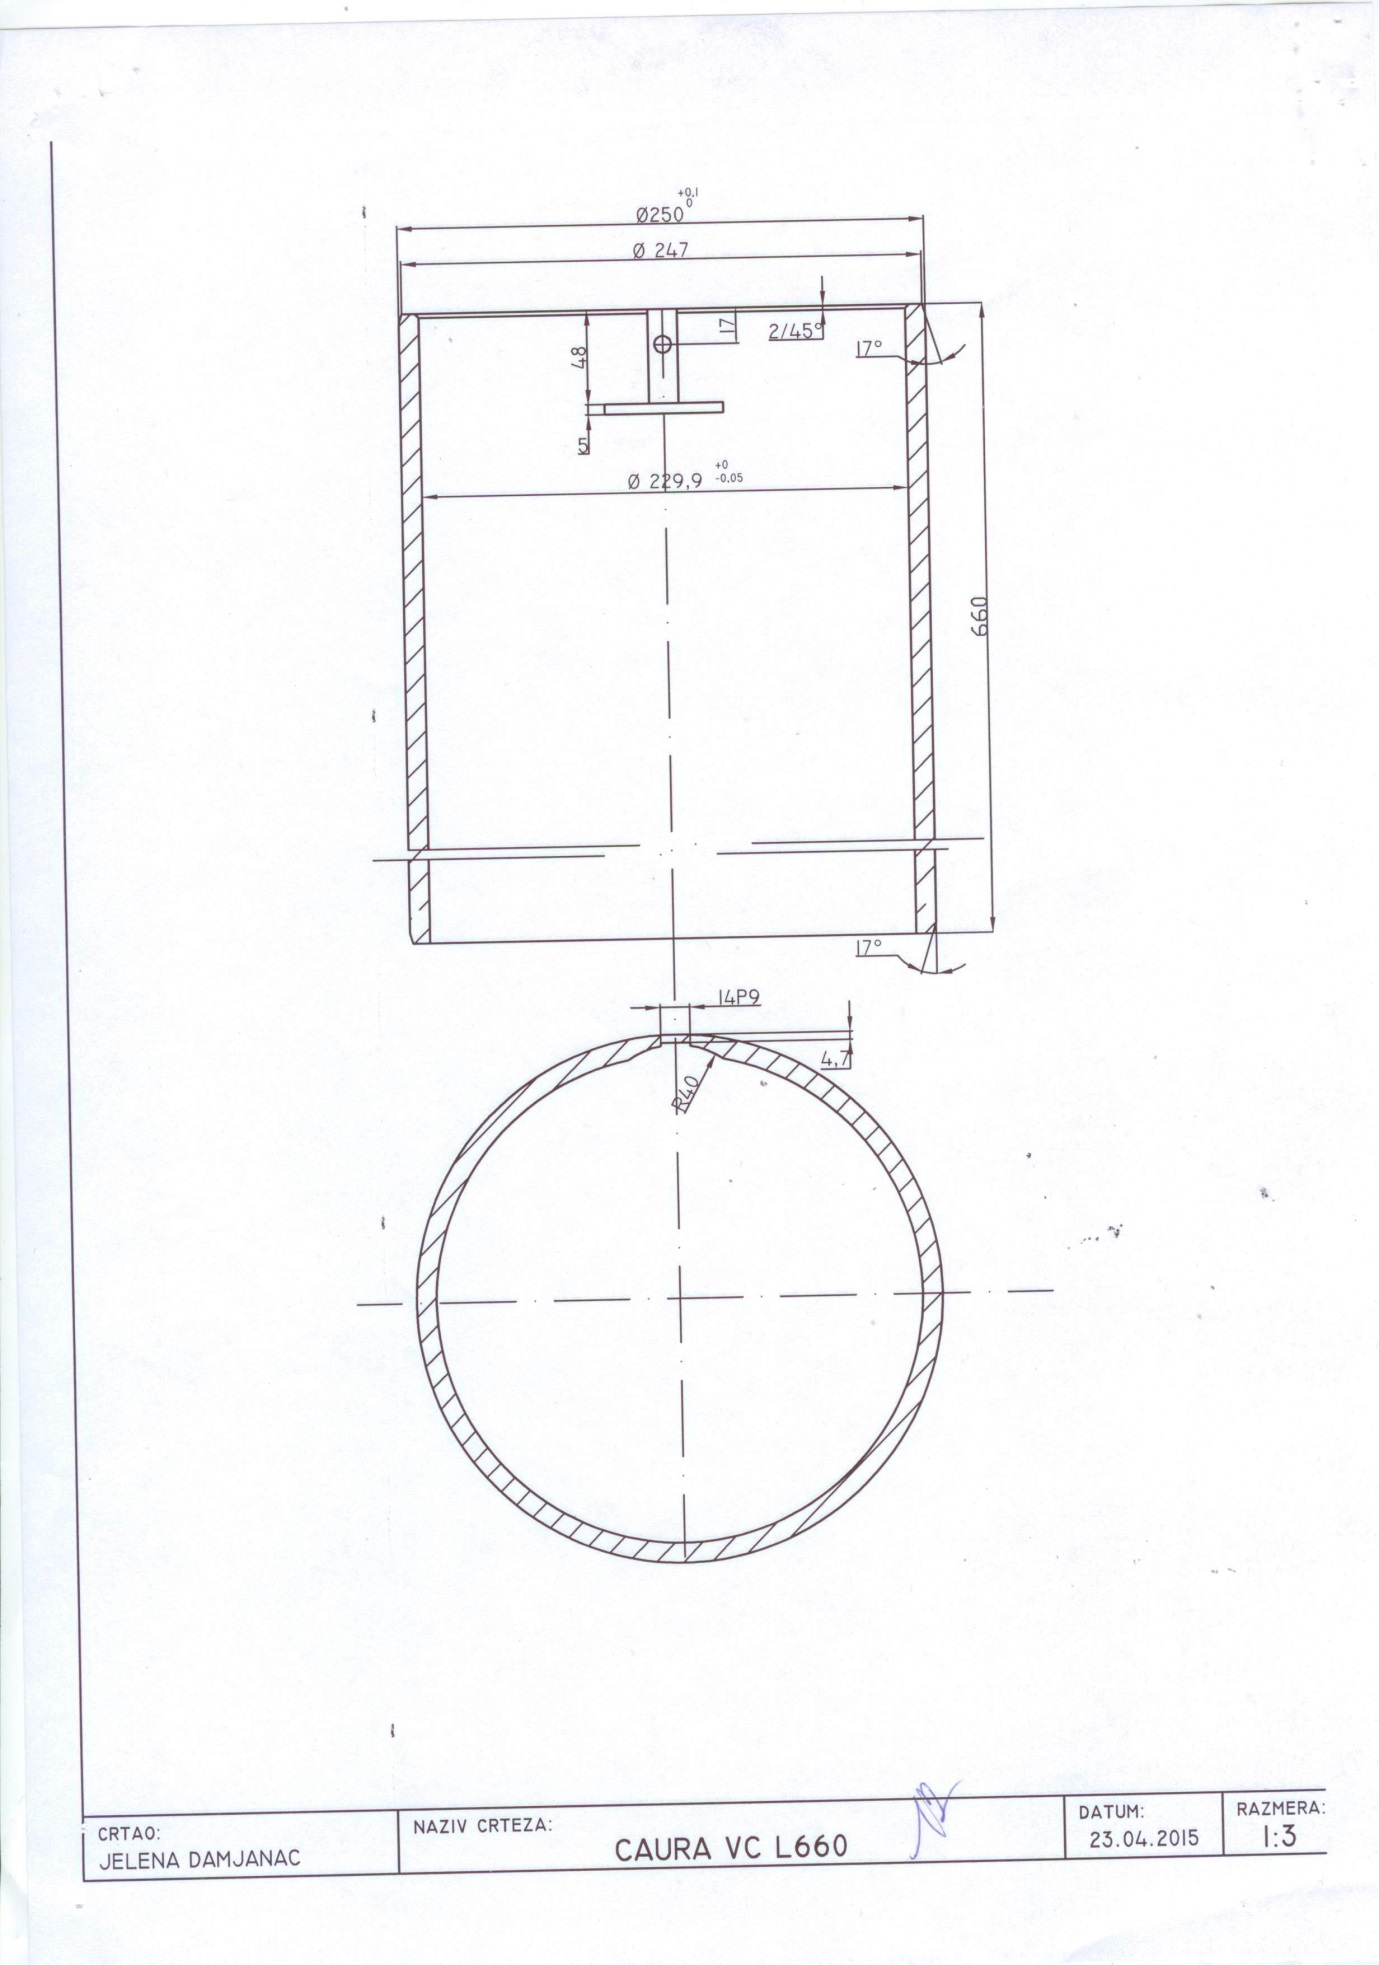 +0,1
0
Ø250
Ø 247
17
2/45°
17°
48
5
Ø 229,9 +0 -0.05
660
17°
14P9
4,7
R40
CRTAO:
JELENA DAMJANAC
NAZIV CRTEZA:
CAURA VC L660
DATUM:
23.04.2015
RAZMERA:
1:3